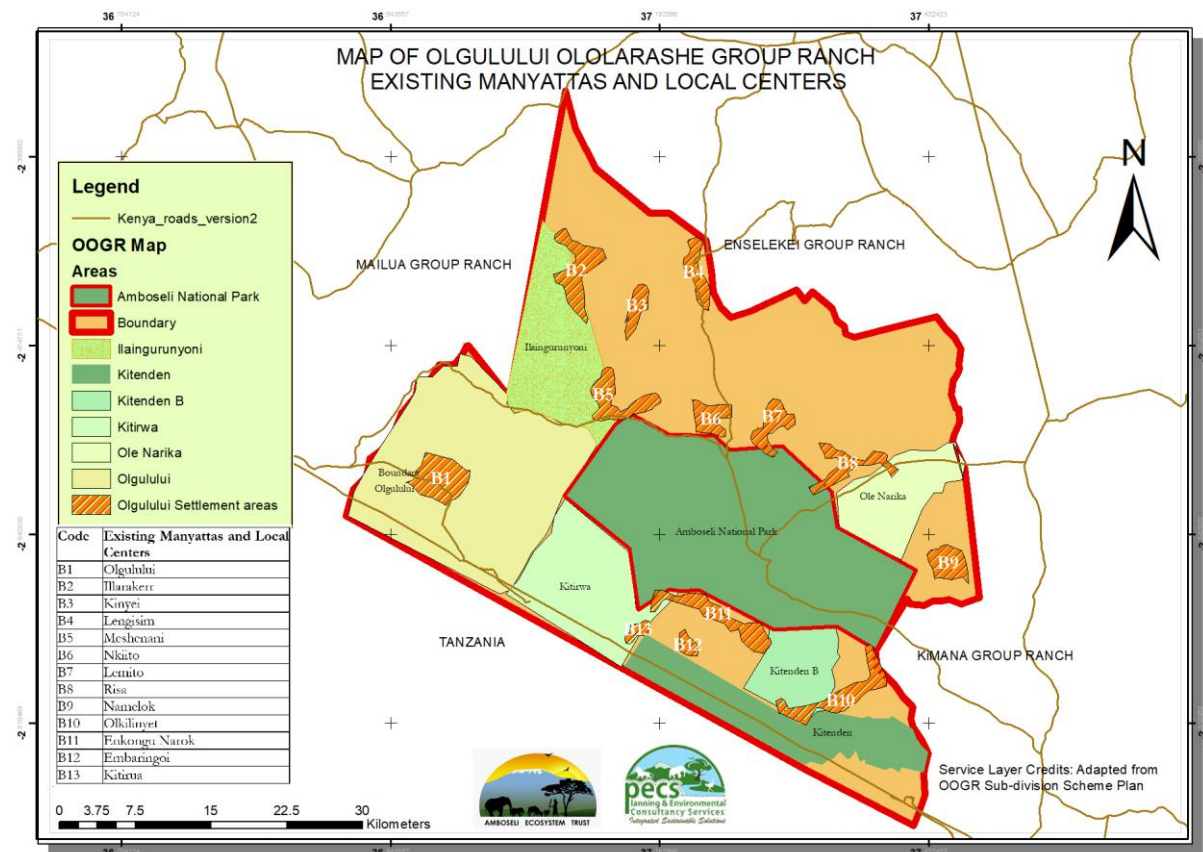 36
36
37
37
MAP OF OLGULULUI OLOLARASHE GROUP RANCH
EXISTING MANYATTAS AND LOCAL CENTERS
N
Legend
Kenya_roads_version2
OOGR Map
Areas
Amboseli National Park
Boundary
Ilaingurunyoni
Kitenden
Kitenden B
Kitirwa
Ole Narika
Olgulului
Olgulului Settlement areas
Code Existing Manyattas and Local Centers
B1 Olgulului
B2 Illarakerr
B3 Kinyei
B4 Lengisim
B5 Meshenani
B6 Nkiito
B7 Lemito
B8 Risa
B9 Namelok
B10 Olkilinyet
B11 Enkongu Narok
B12 Embaringoi
B13 Kitirua
MAILUA GROUP RANCH
ENSELEKEI GROUP RANCH
B2
B4
B3
Ilaingurunyoni
B5
B6
B7
B8
Boundary
Olgulului
B1
Ole Narika
Amboseli National Park
B9
Kitirwa
B11
B13
B12
TANZANIA
KIMANA GROUP RANCH
Kitenden B
B10
Kitenden
AMBOSELI ECOSYSTEM TRUST
pecs
Planning & Environmental
Consultancy Services
Integrated Sustainable Solutions
Service Layer Credits: Adapted from
OOGR Sub-division Scheme Plan
0 3.75 7.5 15 22.5 30
Kilometers